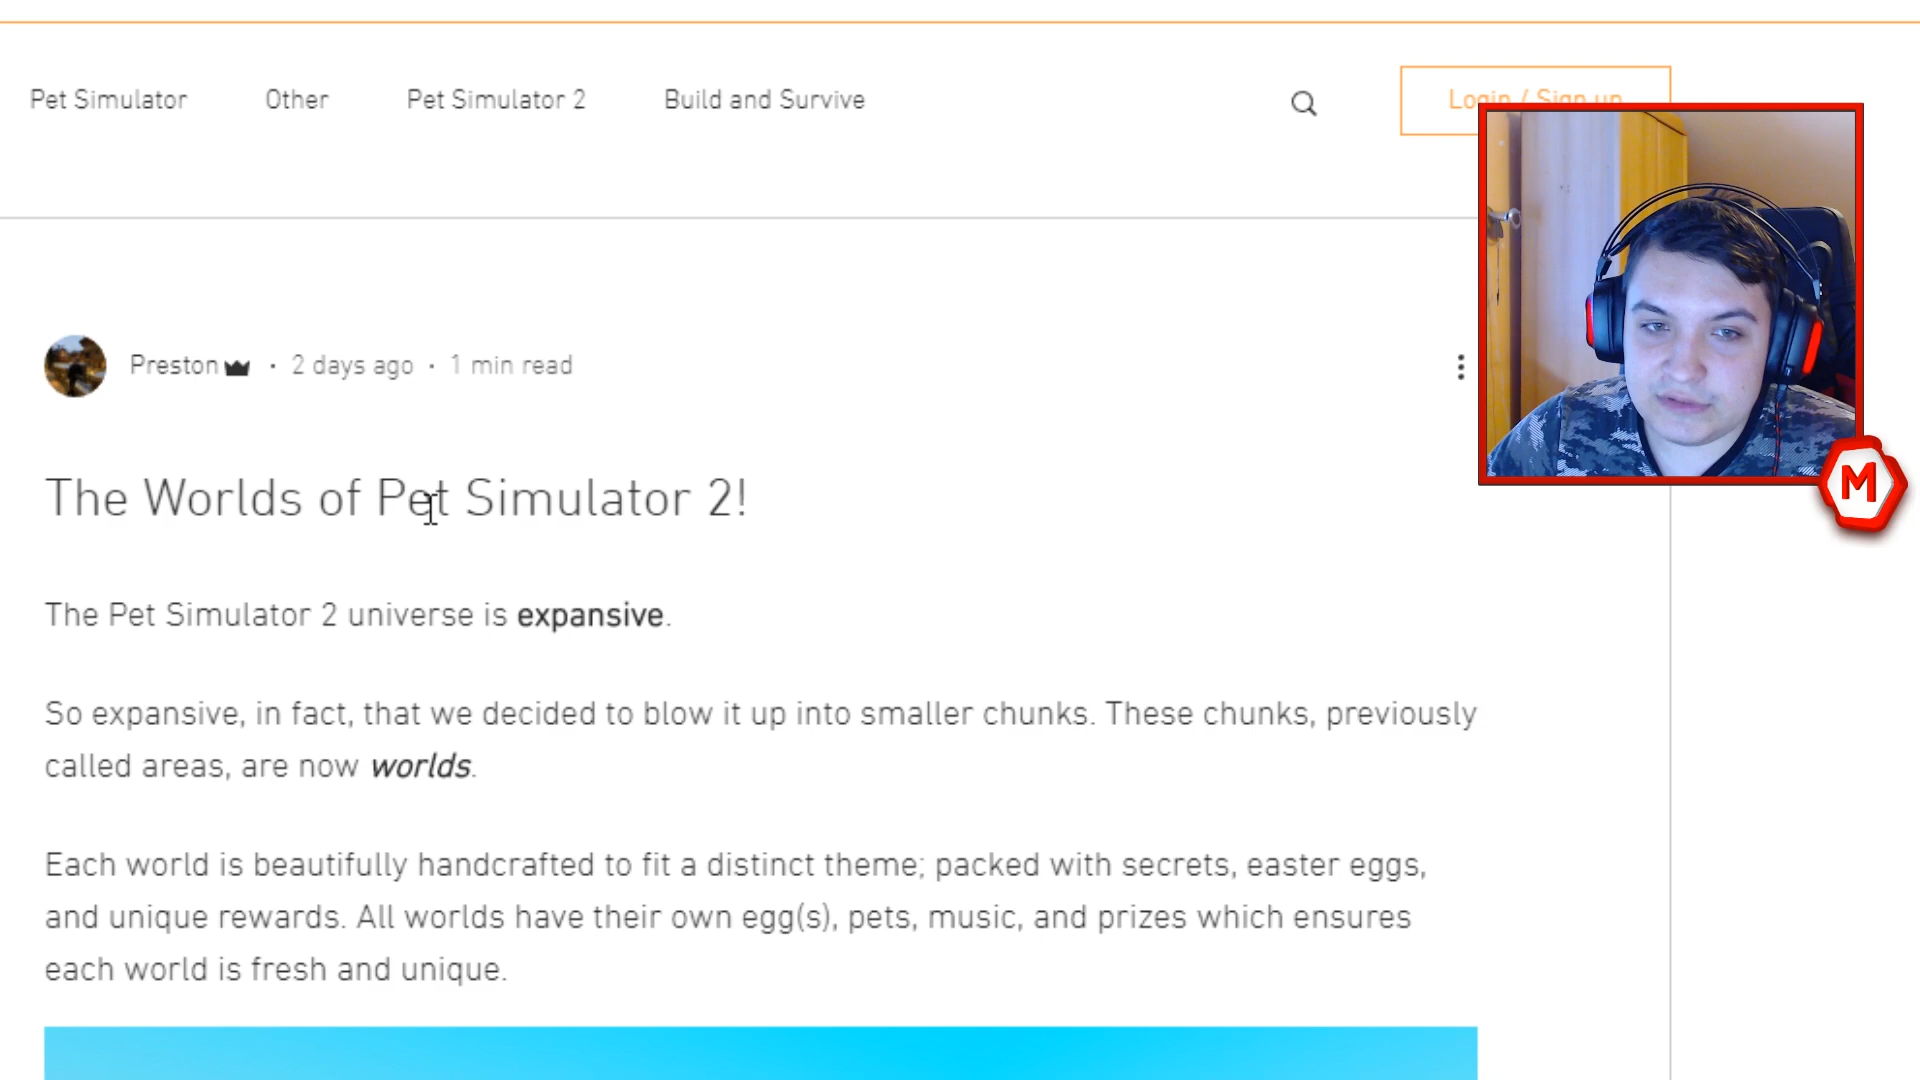 Pet Simulator Other Pet Simulator 2 Build and Survive Login / Sign up
Preston · 2 days ago · 1 min read
The Worlds of Pet Simulator 2!
The Pet Simulator 2 universe is expansive.
So expansive, in fact, that we decided to blow it up into smaller chunks. These chunks, previously
called areas, are now worlds.
Each world is beautifully handcrafted to fit a distinct theme; packed with secrets, easter eggs,
and unique rewards. All worlds have their own egg(s), pets, music, and prizes which ensures
each world is fresh and unique.
M